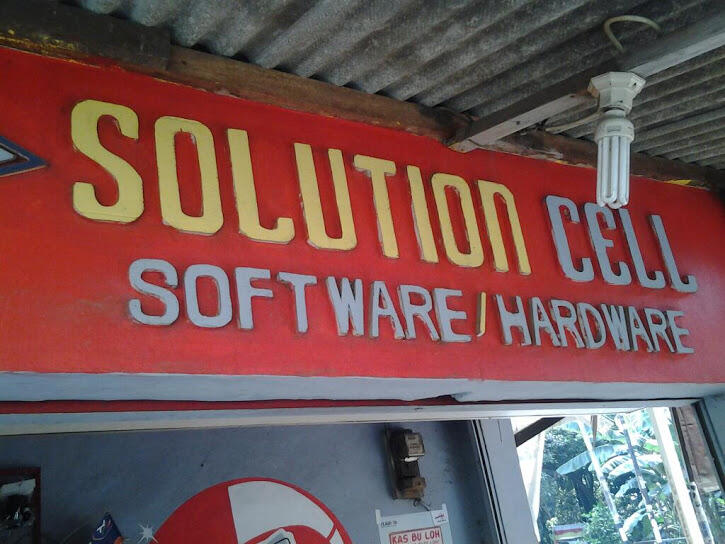 SOLUTION CELL
SOFTWARE/HARDWARE
KAS BU LOH